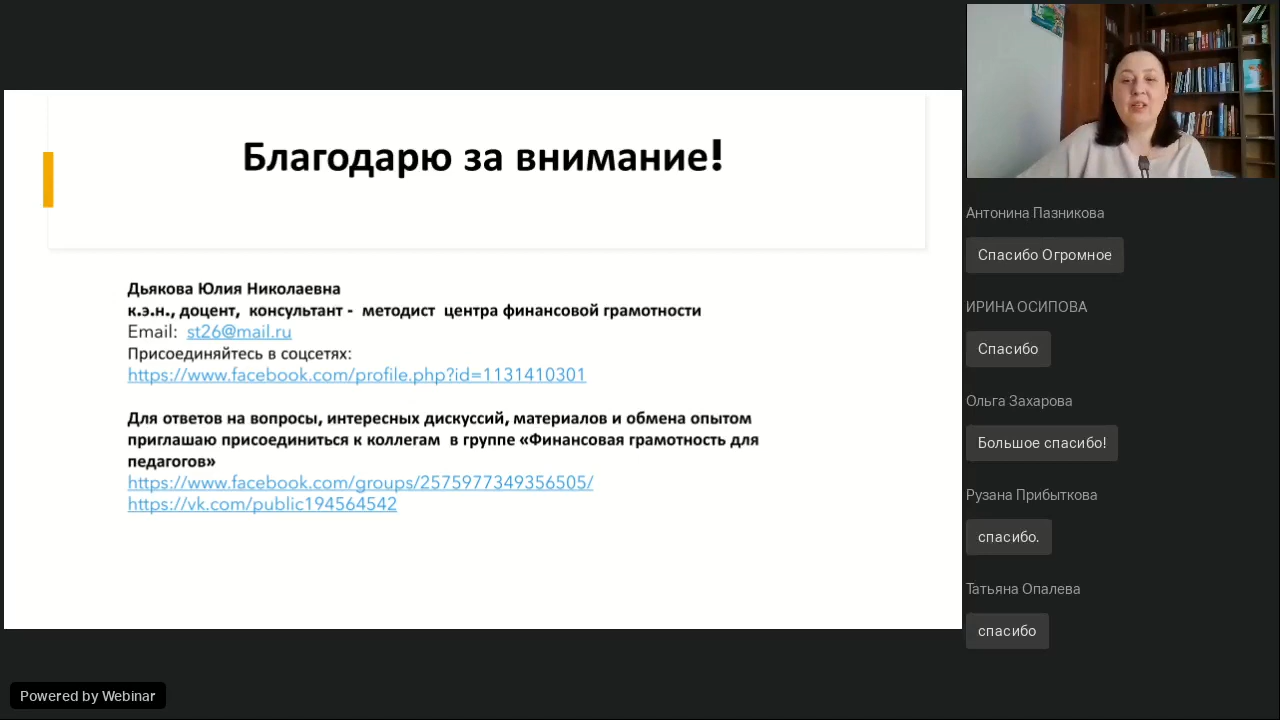 Благодарю за внимание!
Дьякова Юлия Николаевна
к.э.н., доцент, консультант - методист центра финансовой грамотности
Email: st26@mail.ru
Присоединяйтесь в соцсетях:
https://www.facebook.com/profile.php?id=1131410301
Для ответов на вопросы, интересных дискуссий, материалов и обмена опытом
приглашаю присоединиться к коллегам в группе «Финансовая грамотность для
педагогов»
https://www.facebook.com/groups/2575977349356505/
https://vk.com/public194564542
Антонина Пазникова
Спасибо Огромное
ИРИНА ОСИПОВА
Спасибо
Ольга Захарова
Большое спасибо!
Рузана Прибыткова
спасибо.
Татьяна Опалева
спасибо
Powered by Webinar